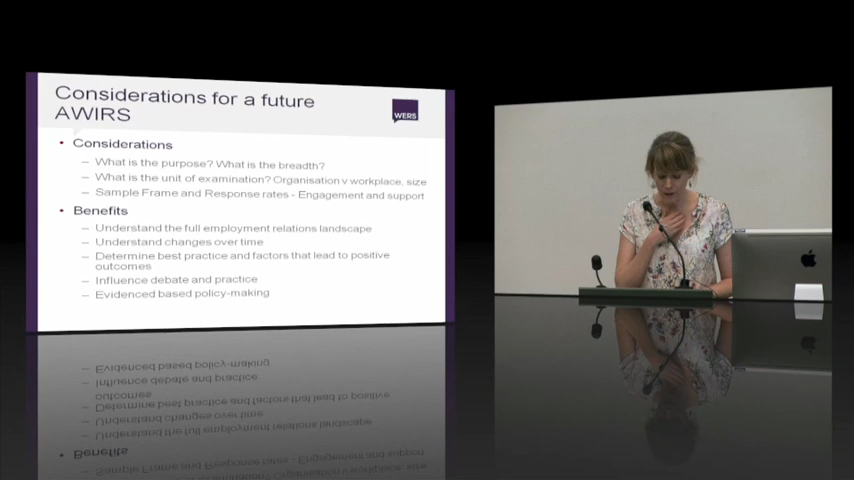 Considerations for a future
AWIRS
WERS
• Considerations
– What is the purpose? What is the breadth?
– What is the unit of examination? Organisation v workplace, size
– Sample Frame and Response rates - Engagement and support
• Benefits
– Understand the full employment relations landscape
– Understand changes over time
– Determine best practice and factors that lead to positive
outcomes
– Influence debate and practice
– Evidenced based policy-making